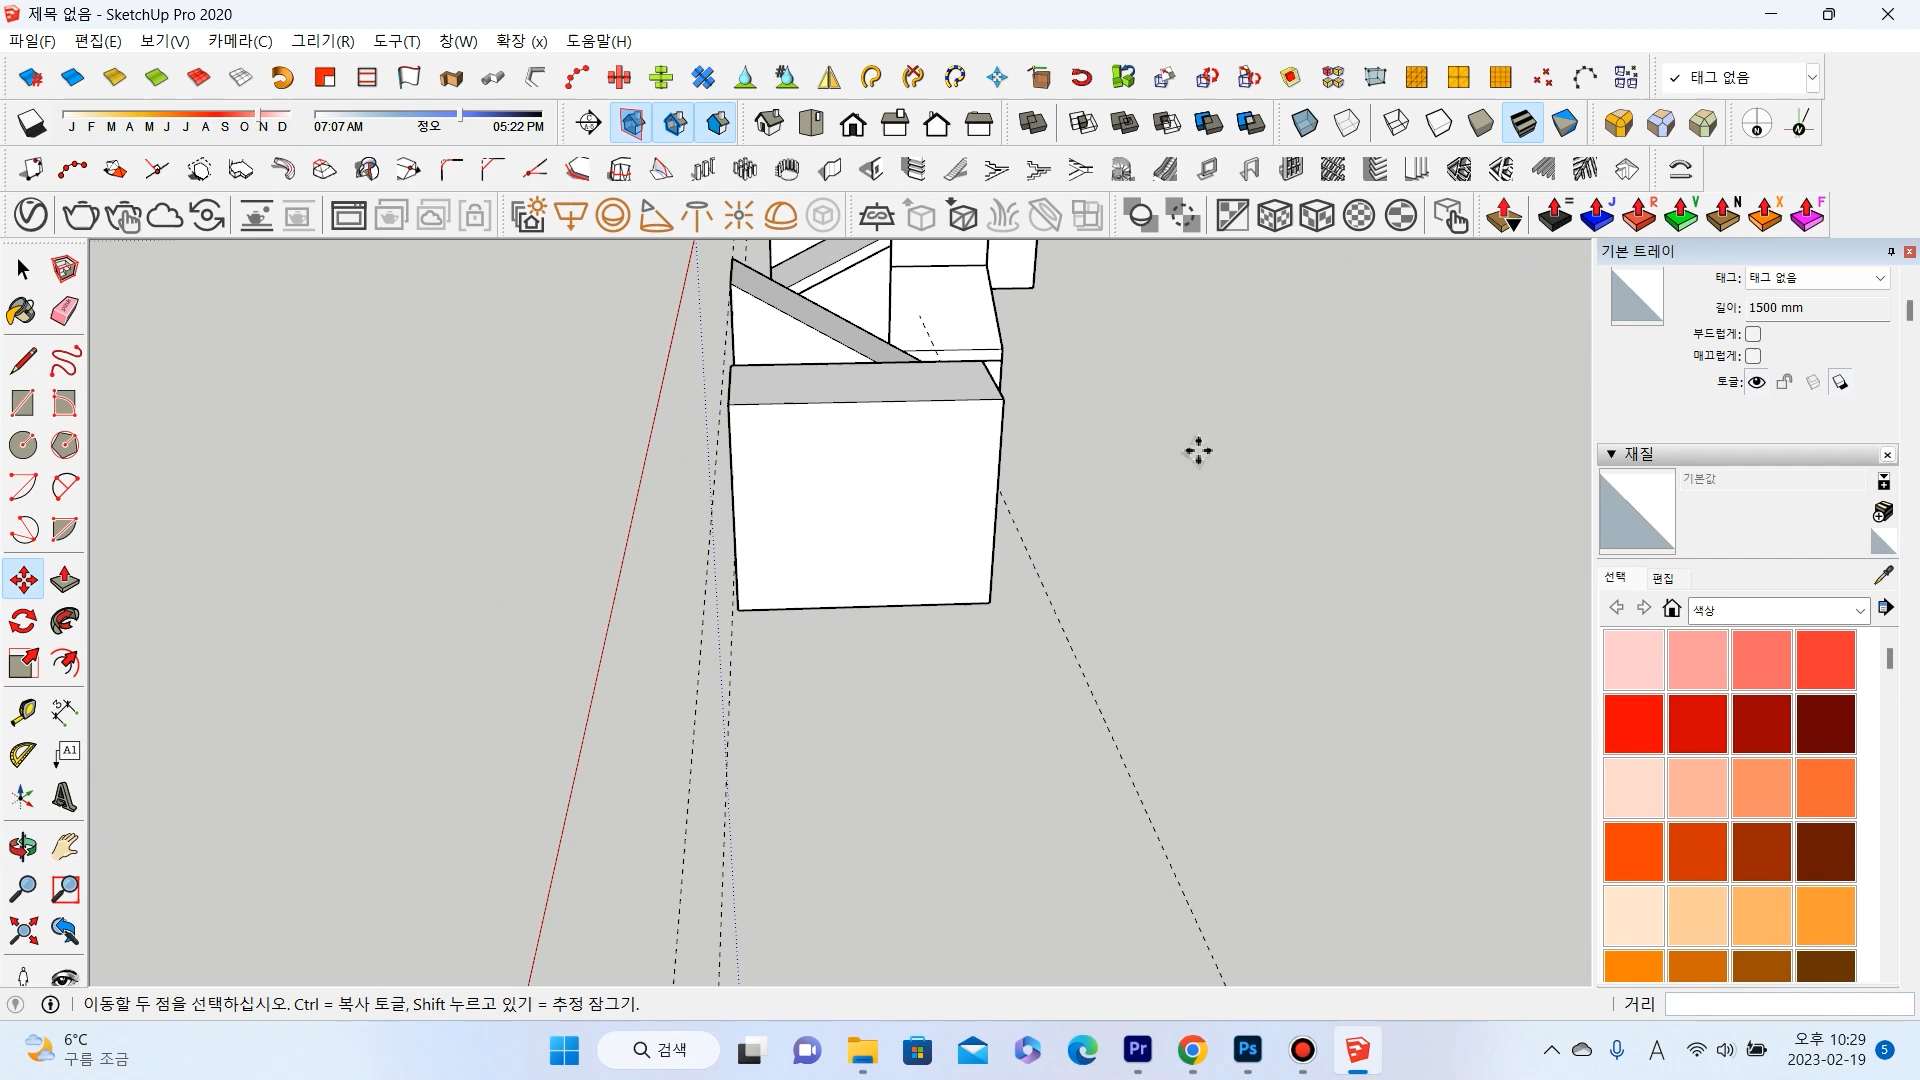 제목 없음 - SketchUp Pro 2020
파일(F) 편집(E) 보기(V) 카메라(C) 그리기(R) 도구(T) 창(W) 확장 (x) 도움말(H)
태그 없음
J F M A M J J A S O N D
07:07 AM 정오 05:22 PM
J R V N X F
기본 트레이
태그: 태그 없음
길이: 1500 mm
부드럽게:
매끄럽게:
토글:
재질
기본값
선택 편집
색상
A1
이동할 두 점을 선택하십시오. Ctrl = 복사 토글, Shift 누르고 있기 = 추정 잠그기.
거리
6°C
구름 조금
검색
Pr
Ps
A
오후 10:29
2023-02-19
5